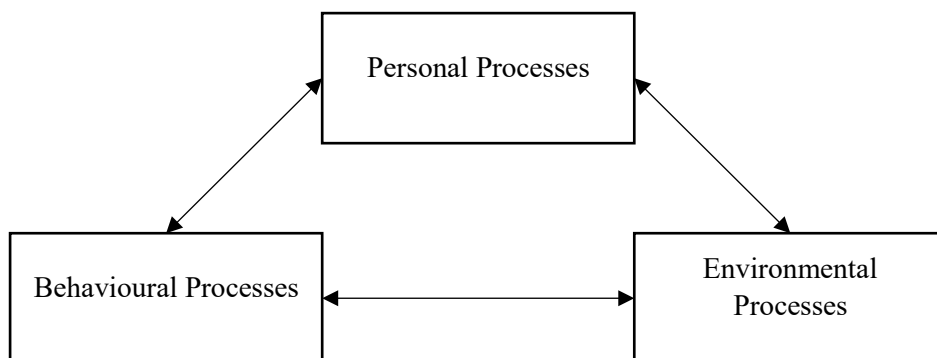 Personal Processes
Behavioural Processes
Environmental
Processes